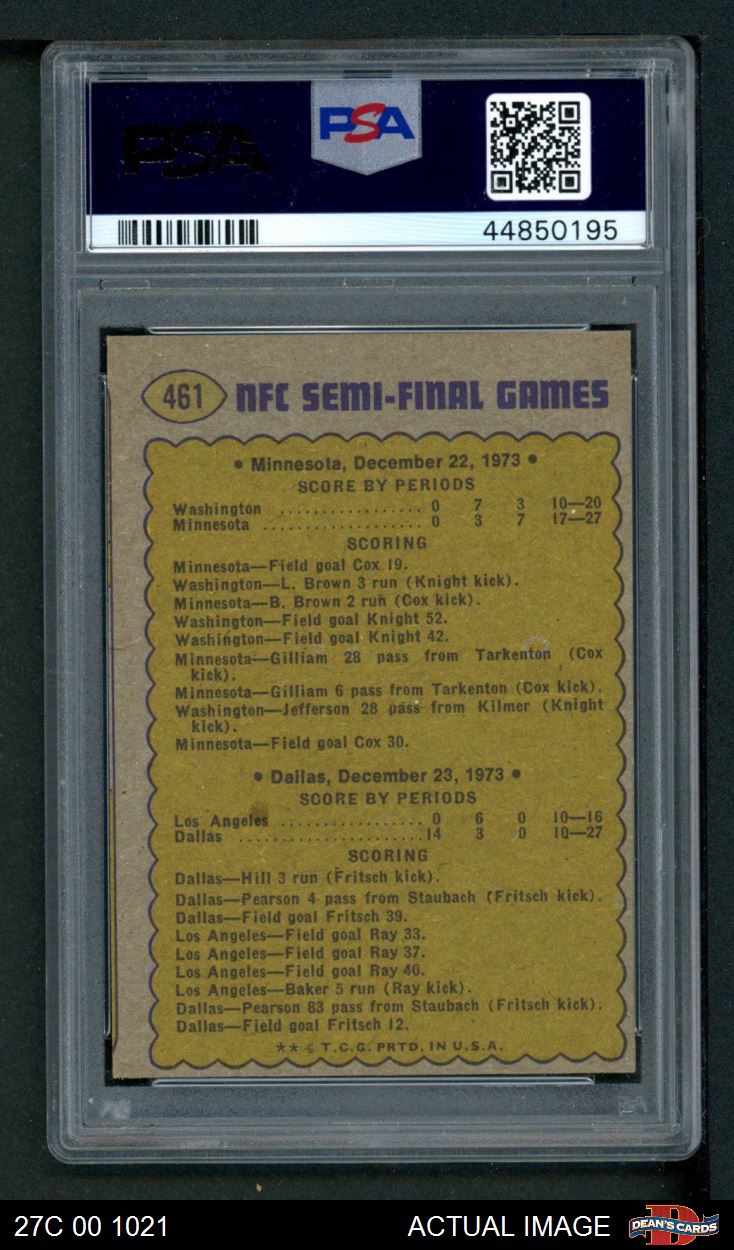 PSA
PSA
44850195
461 NFC SEMI-FINAL GAMES
• Minnesota, December 22, 1973 •
SCORE BY PERIODS
Washington .................. 0 7 3 10—20
Minnesota .................... 0 3 7 17—27
SCORING
Minnesota—Field goal Cox 19.
Washington—L. Brown 3 run (Knight kick).
Minnesota—B. Brown 2 run (Cox kick).
Washington—Field goal Knight 52.
Washington—Field goal Knight 42.
Minnesota—Gilliam 28 pass from Tarkenton (Cox
kick).
Minnesota—Gilliam 6 pass from Tarkenton (Cox kick).
Washington—Jefferson 28 pass from Kilmer (Knight
kick).
Minnesota—Field goal Cox 30.
• Dallas, December 23, 1973 •
SCORE BY PERIODS
Los Angeles .................. 0 6 0 10—16
Dallas ........................14 3 0 10—27
SCORING
Dallas—Hill 3 run (Fritsch kick).
Dallas—Pearson 4 pass from Staubach (Fritsch kick).
Dallas—Field goal Fritsch 39.
Los Angeles—Field goal Ray 33.
Los Angeles—Field goal Ray 37.
Los Angeles—Field goal Ray 40.
Los Angeles—Baker 5 run (Ray kick).
Dallas—Pearson 83 pass from Staubach (Fritsch kick).
Dallas—Field goal Fritsch 12.
** © T.C.G. PRTD. IN U.S.A.
27C 00 1021 ACTUAL IMAGE DEAN'S CARDS